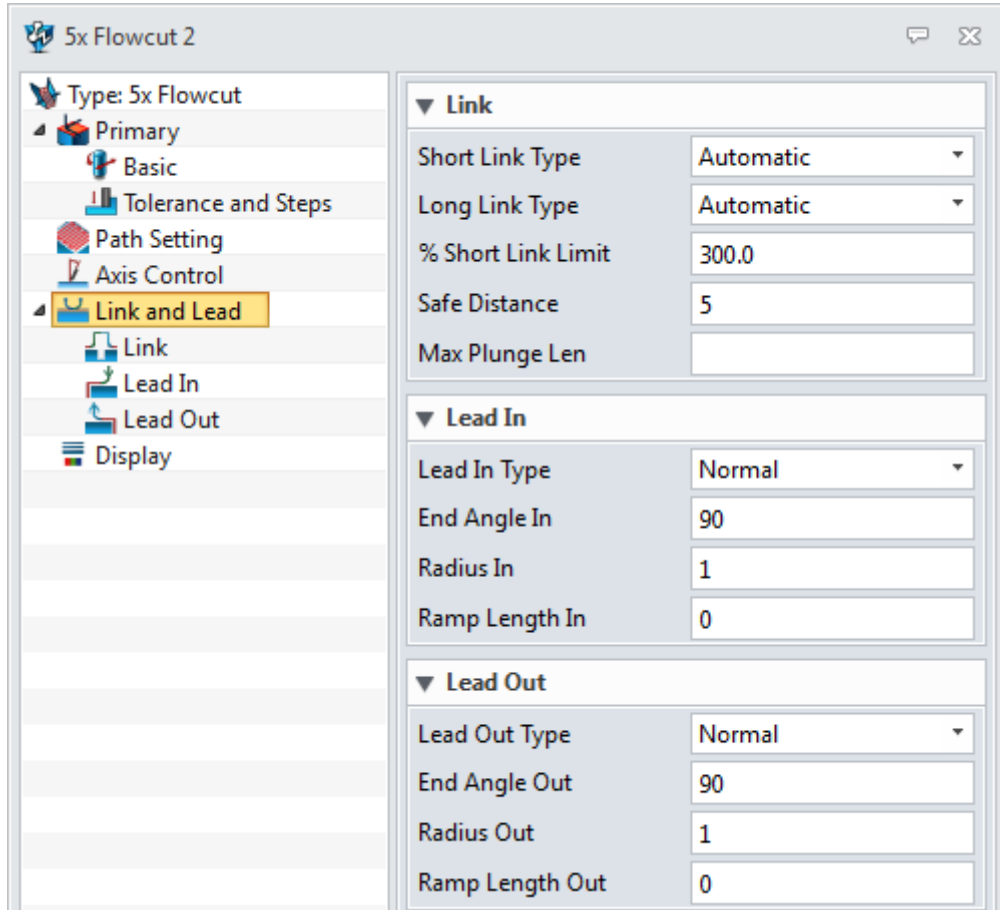 5x Flowcut 2
Type: 5x Flowcut
Primary
Basic
Tolerance and Steps
Path Setting
Axis Control
Link and Lead
Link
Lead In
Lead Out
Display
Link
Short Link Type Automatic
Long Link Type Automatic
% Short Link Limit 300.0
Safe Distance 5
Max Plunge Len
Lead In
Lead In Type Normal
End Angle In 90
Radius In 1
Ramp Length In 0
Lead Out
Lead Out Type Normal
End Angle Out 90
Radius Out 1
Ramp Length Out 0